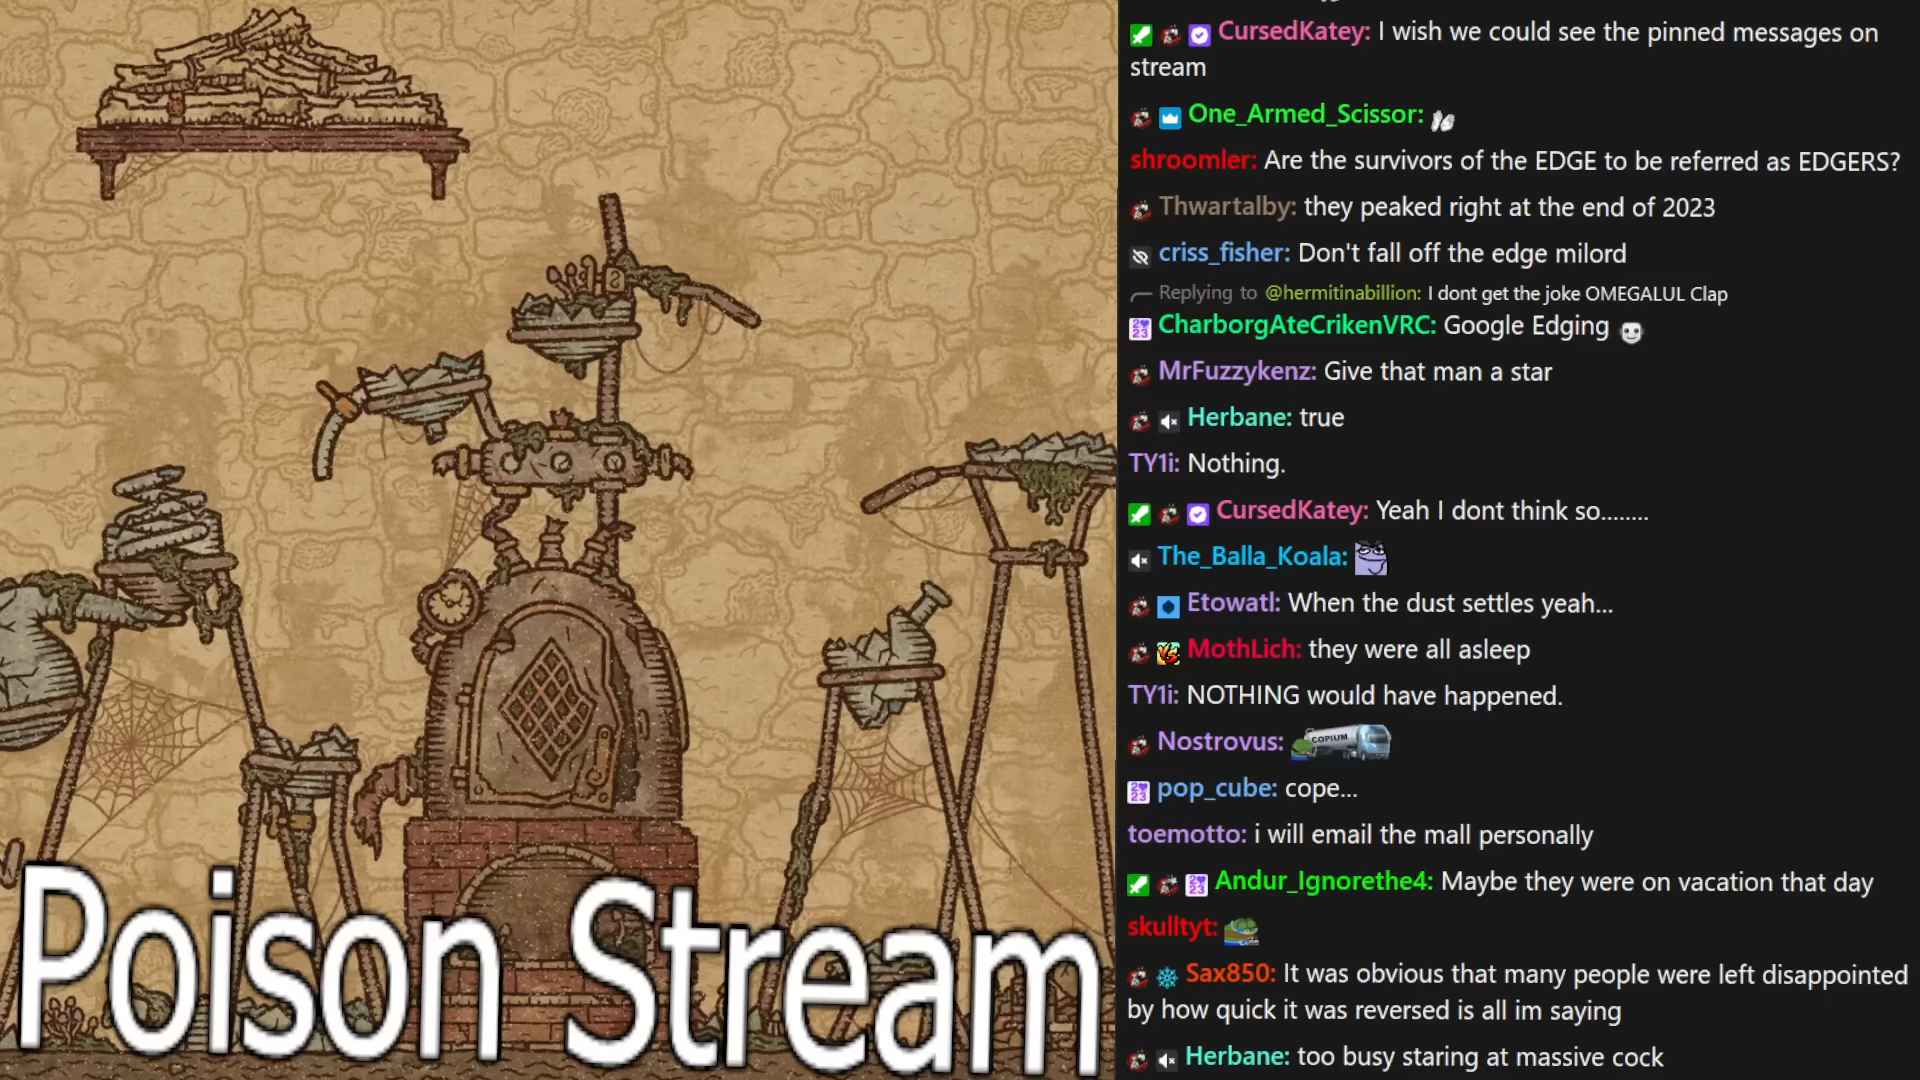 CursedKatey: I wish we could see the pinned messages on
stream
One_Armed_Scissor:
shroomler: Are the survivors of the EDGE to be referred as EDGERS?
Thwartalby: they peaked right at the end of 2023
criss_fisher: Don't fall off the edge milord
Replying to @hermitinabillion: I dont get the joke OMEGALUL Clap
CharborgAteCrikenVRC: Google Edging
MrFuzzykenz: Give that man a star
Herbane: true
TY1i: Nothing.
CursedKatey: Yeah I dont think so........
The_Balla_Koala:
Etowatl: When the dust settles yeah...
MothLich: they were all asleep
TY1i: NOTHING would have happened.
Nostrovus: COPIUM
pop_cube: cope...
toemotto: i will email the mall personally
Andur_Ignorethe4: Maybe they were on vacation that day
skulltyt:
Sax850: It was obvious that many people were left disappointed
by how quick it was reversed is all im saying
Herbane: too busy staring at massive cock
Poison Stream